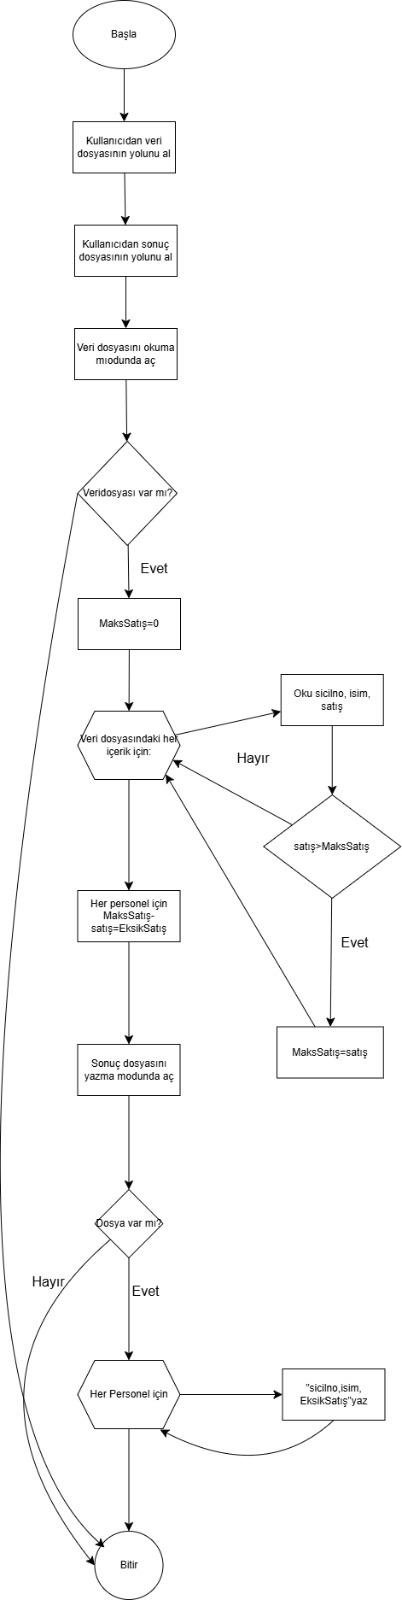 Başla
Kullanıcıdan veri
dosyasının yolunu al
Kullanıcıdan sonuç
dosyasının yolunu al
Veri dosyasını okuma
mıodunda aç
Veridosyası var mı?
Evet
MaksSatış=0
Veri dosyasındaki her
içerik için:
Oku sicilno, isim,
satış
Hayır
satış>MaksSatış
Evet
MaksSatış=satış
Her personel için
MaksSatış-
satış=EksikSatış
Sonuç dosyasını
yazma modunda aç
Dosya var mı?
Hayır
Evet
Her Personel için
"sicilno,isim,
EksikSatış"yaz
Bitir